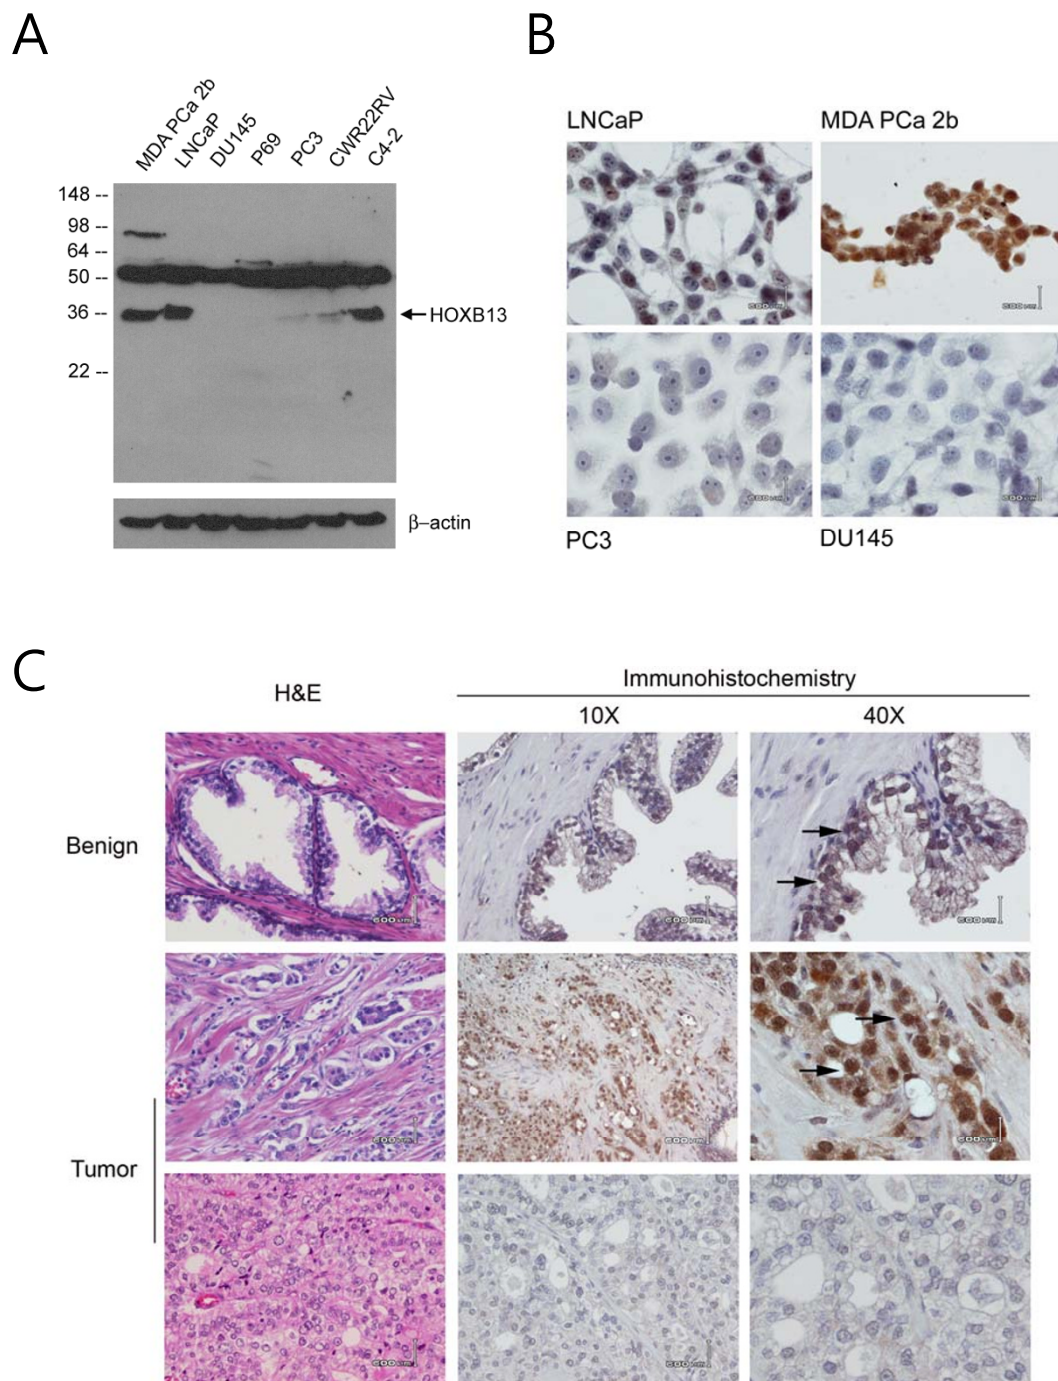 A
MDA PCa 2b
LNCaP
DU145
P69
PC3
CWR22RV
C4-2
148 --
98 --
64 --
50 --
36 --
22 --
HOXB13
β–actin
B
LNCaP
MDA PCa 2b
PC3
DU145
C
H&E
Immunohistochemistry
10X
40X
Benign
Tumor